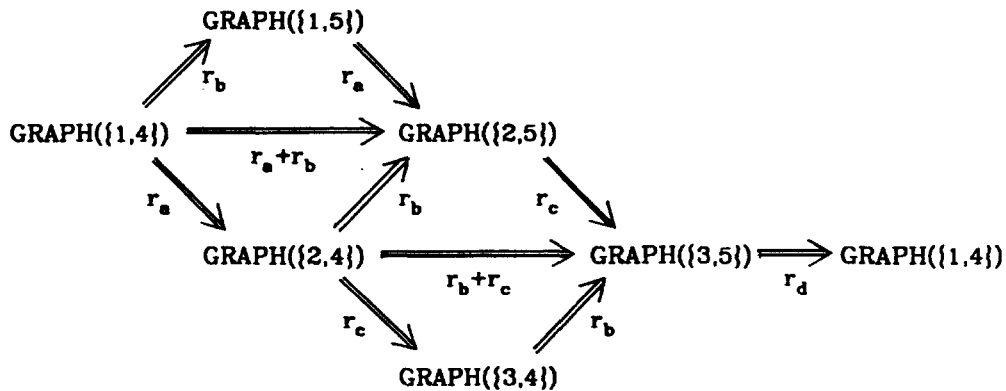 GRAPH({1,5})
r_b r_a
GRAPH({1,4}) GRAPH({2,5})
r_a+r_b
r_a r_b r_c
GRAPH({2,4}) GRAPH({3,5}) GRAPH({1,4})
r_b+r_c r_d
r_c r_b
GRAPH({3,4})